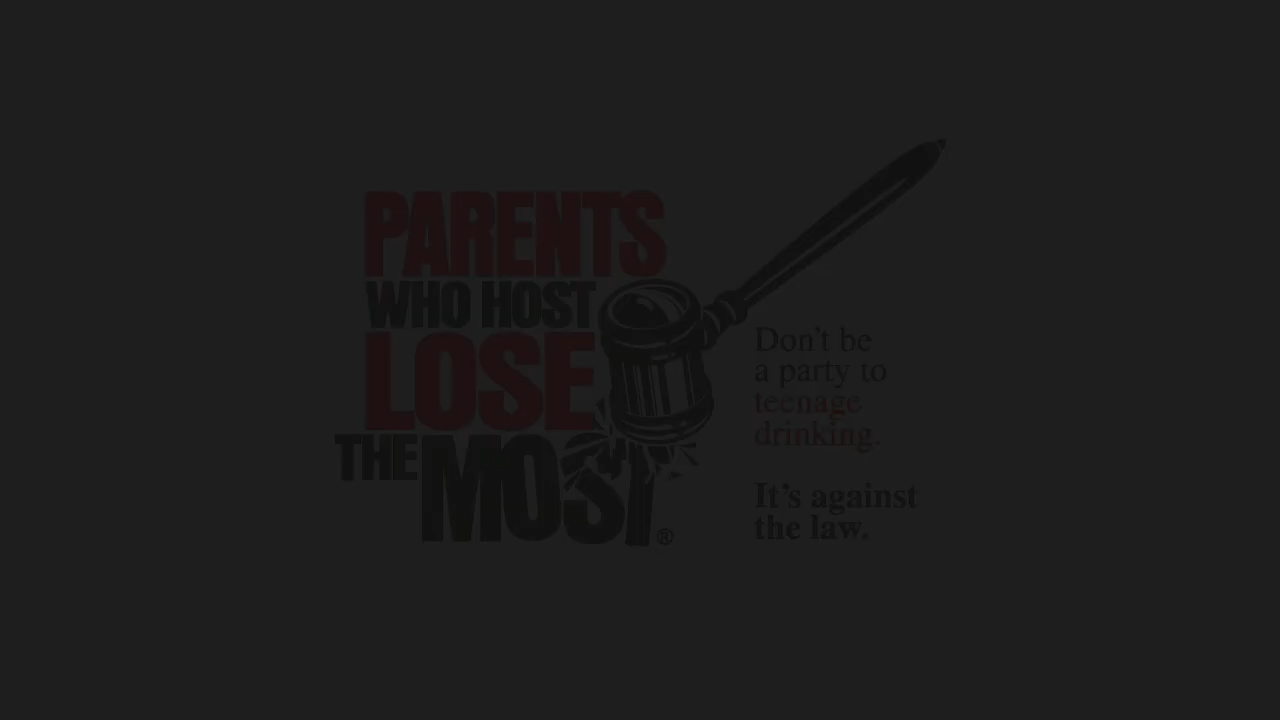 PARENTS
WHO HOST
LOSE
THE MOST
®
Don't be
a party to
teenage
drinking.
It's against
the law.